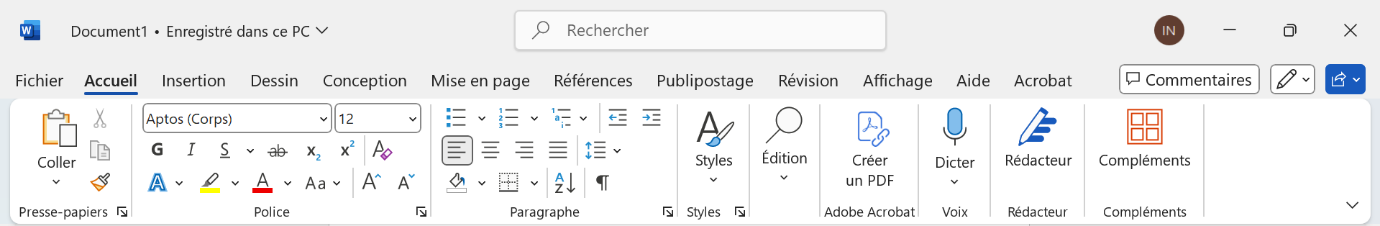 Document1 • Enregistré dans ce PC
Rechercher
IN
Fichier Accueil Insertion Dessin Conception Mise en page Références Publipostage Révision Affichage Aide Acrobat Commentaires
Aptos (Corps) 12
G I S ab x₂ x² A
A A Aa A A
Coller
Styles
Édition
Créer
un PDF
Dicter
Rédacteur
Compléments
Presse-papiers Police Paragraphe Styles Adobe Acrobat Voix Rédacteur Compléments